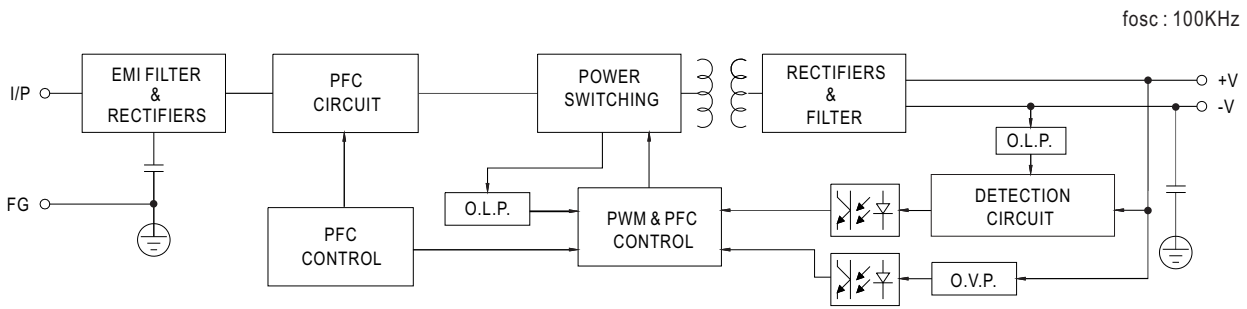 fosc : 100KHz
I/P
EMI FILTER
&
RECTIFIERS
PFC
CIRCUIT
POWER
SWITCHING
RECTIFIERS
&
FILTER
+V
-V
O.L.P.
DETECTION
CIRCUIT
FG
O.L.P.
PFC
CONTROL
PWM & PFC
CONTROL
O.V.P.